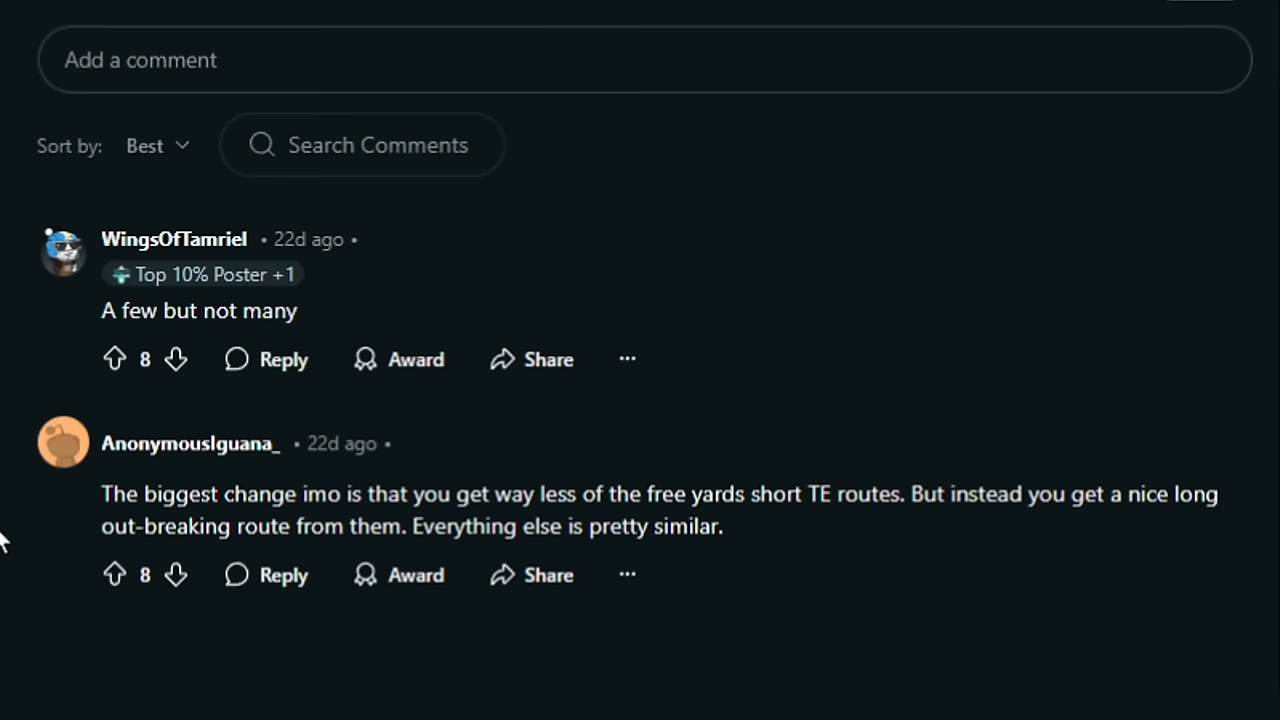 Add a comment
Sort by: Best Search Comments
WingsOfTamriel • 22d ago •
Top 10% Poster +1
A few but not many
8 Reply Award Share ···
AnonymousIguana_ • 22d ago •
The biggest change imo is that you get way less of the free yards short TE routes. But instead you get a nice long
out-breaking route from them. Everything else is pretty similar.
8 Reply Award Share ···